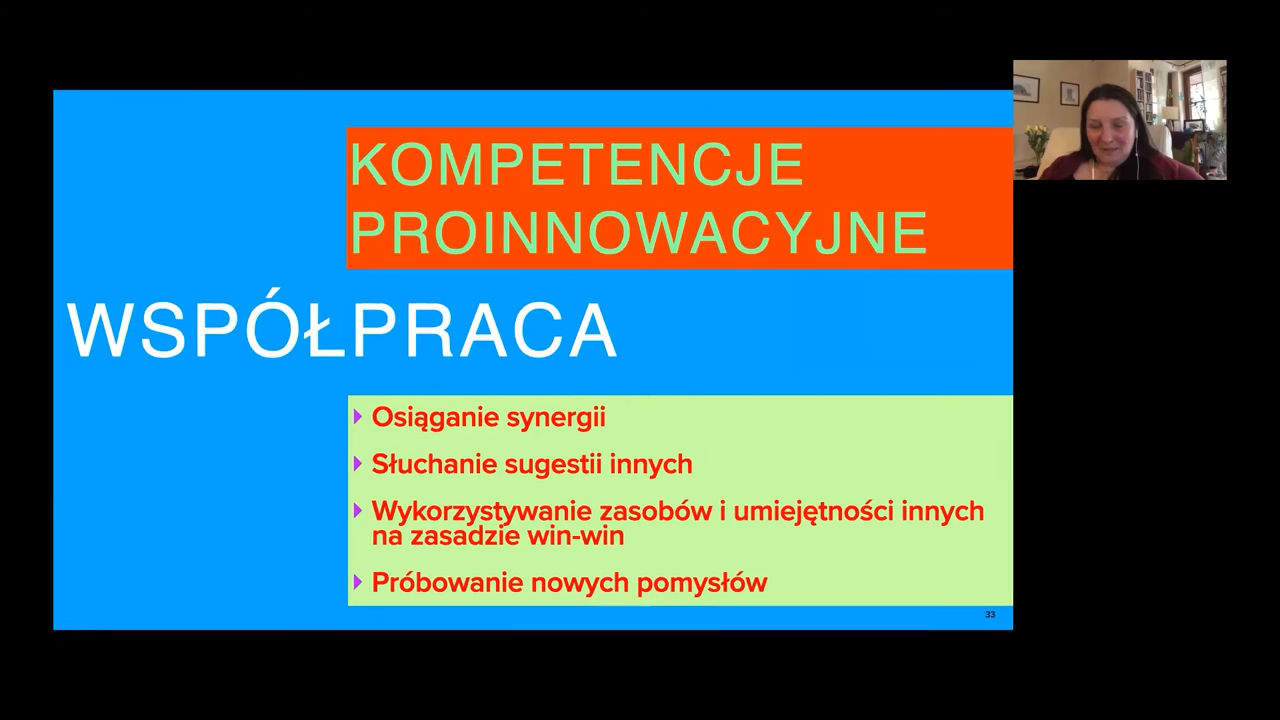 KOMPETENCJE
PROINNOWACYJNE
WSPÓŁPRACA
Osiąganie synergii
Słuchanie sugestii innych
Wykorzystywanie zasobów i umiejętności innych
na zasadzie win-win
Próbowanie nowych pomysłów
33